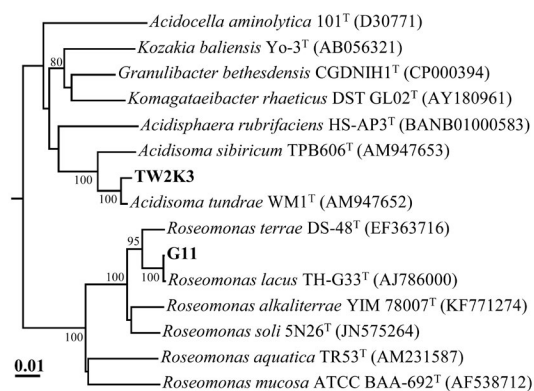 Acidocella aminolytica 101ᵀ (D30771)
Kozakia baliensis Yo-3ᵀ (AB056321)
80
Granulibacter bethesdensis CGDNIH1ᵀ (CP000394)
Komagataeibacter rhaeticus DST GL02ᵀ (AY180961)
Acidisphaera rubrifaciens HS-AP3ᵀ (BANB01000583)
Acidisoma sibiricum TPB606ᵀ (AM947653)
100
TW2K3
100
Acidisoma tundrae WM1ᵀ (AM947652)
Roseomonas terrae DS-48ᵀ (EF363716)
95
G11
100
100
Roseomonas lacus TH-G33ᵀ (AJ786000)
Roseomonas alkaliterrae YIM 78007ᵀ (KF771274)
Roseomonas soli 5N26ᵀ (JN575264)
100
Roseomonas aquatica TR53ᵀ (AM231587)
0.01
Roseomonas mucosa ATCC BAA-692ᵀ (AF538712)